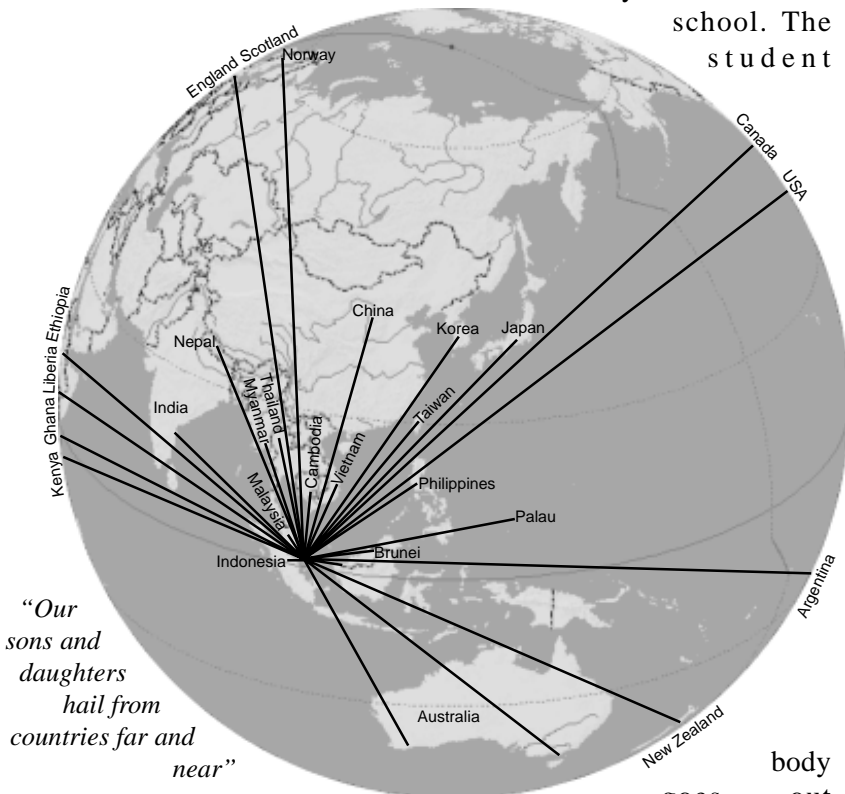 school. The
student
England Scotland
Norway
Canada USA
China
Korea
Japan
Nepal
Kenya Ghana Liberia Ethiopia
Thailand
Myanmar
India
Taiwan
Cambodia
Vietnam
Malaysia
Philippines
Palau
Brunei
Indonesia
Argentina
Australia
New Zealand
“Our
sons and
daughters
hail from
countries far and
near”
body